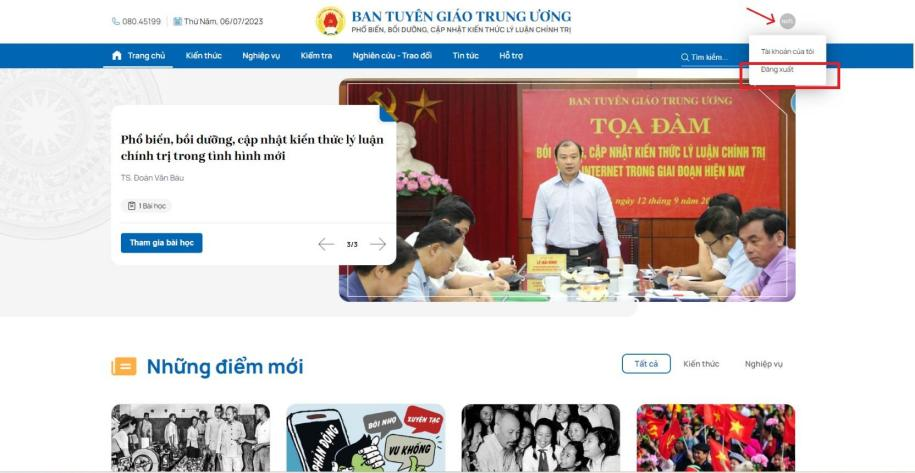 080.45199
Thứ Năm, 06/07/2023
BAN TUYÊN GIÁO TRUNG ƯƠNG
PHỔ BIẾN, BỒI DƯỠNG, CẬP NHẬT KIẾN THỨC LÝ LUẬN CHÍNH TRỊ
Trang chủ Kiến thức Nghiệp vụ Kiểm tra Nghiên cứu - Trao đổi Tin tức Hỗ trợ Tìm kiếm...
Tài khoản của tôi
Đăng xuất
Phổ biến, bồi dưỡng, cập nhật kiến thức lý luận
chính trị trong tình hình mới
TS. Đoàn Văn Báu
1 Bài học
Tham gia bài học
3/3
BAN TUYÊN GIÁO TRUNG ƯƠNG
TỌA ĐÀM
BỒI CẬP NHẬT KIẾN THỨC LÝ LUẬN CHÍNH TRỊ
INTERNET TRONG GIAI ĐOẠN HIỆN NAY
ngày 12 tháng 9 năm
LÊ HẢI BÌNH
Những điểm mới
Tất cả Kiến thức Nghiệp vụ
PHẢN ĐỘNG
BÔI NHỌ
XUYÊN TẠC
VU KHỐNG